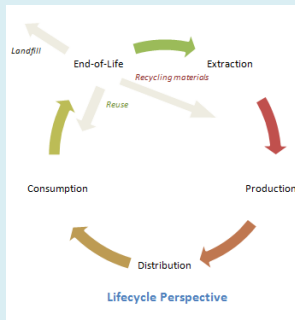 Landfill
End-of-Life
Extraction
Recycling materials
Reuse
Consumption
Production
Distribution
Lifecycle Perspective